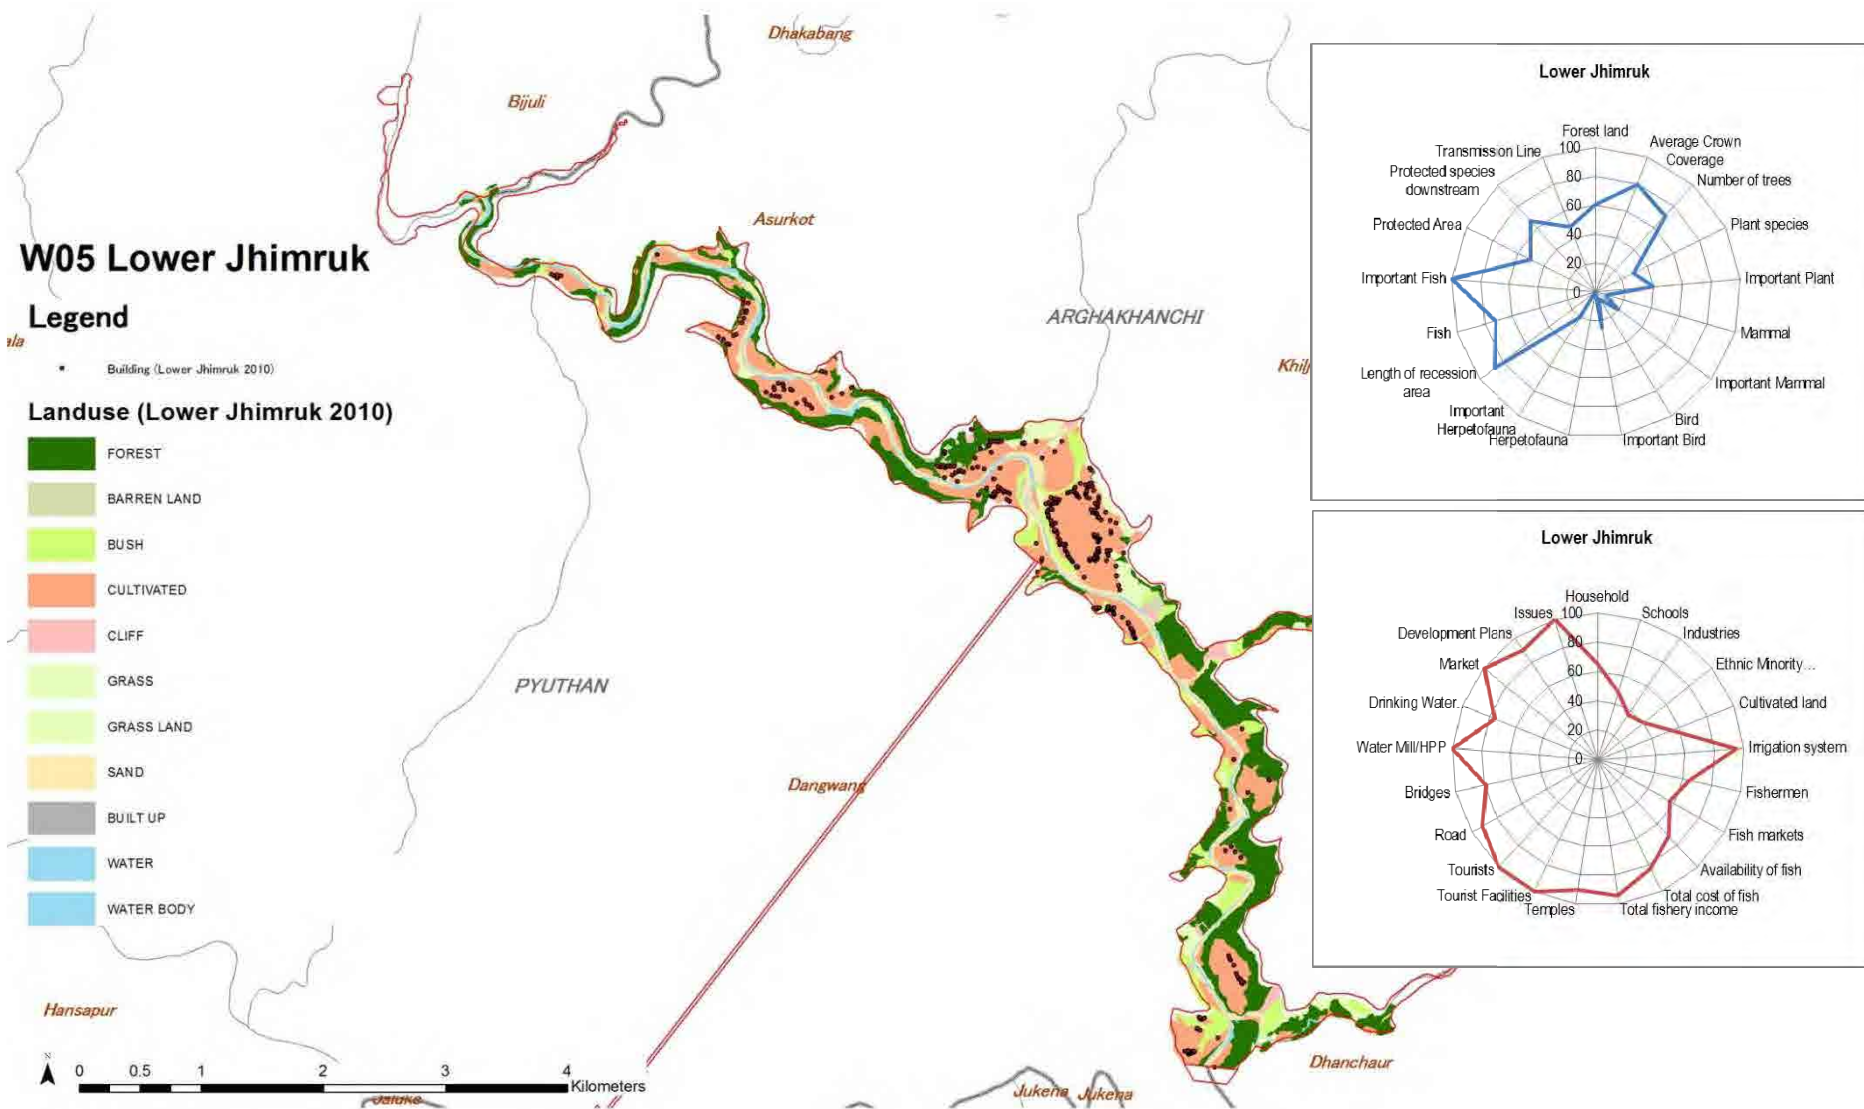 Dhakabang
Bijuli
Asurkot
W05 Lower Jhimruk
Legend
ala
Building (Lower Jhimruk 2010)
Landuse (Lower Jhimruk 2010)
FOREST
BARREN LAND
BUSH
CULTIVATED
CLIFF
GRASS
GRASS LAND
SAND
BUILT UP
WATER
WATER BODY
ARGHAKHANCHI
Khilj
PYUTHAN
Dangwang
Hansapur
Dhanchaur
Jukena Jukena
N
0 0.5 1 2 3 4
Kilometers
Jaluke
Lower Jhimruk
Forest land
Average Crown
Coverage
Number of trees
Plant species
Important Plant
Mammal
Important Mammal
Bird
Important Bird
Herpetofauna
Important
Herpetofauna
Length of recession
area
Fish
Important Fish
Protected Area
Protected species
downstream
Transmission Line
100
80
60
40
20
0
Lower Jhimruk
Household
Schools
Industries
Ethnic Minority...
Cultivated land
Irrigation system
Fishermen
Fish markets
Availability of fish
Total cost of fish
Total fishery income
Temples
Tourist Facilities
Tourists
Road
Bridges
Water Mill/HPP
Drinking Water..
Market
Development Plans
Issues
100
80
60
40
20
0